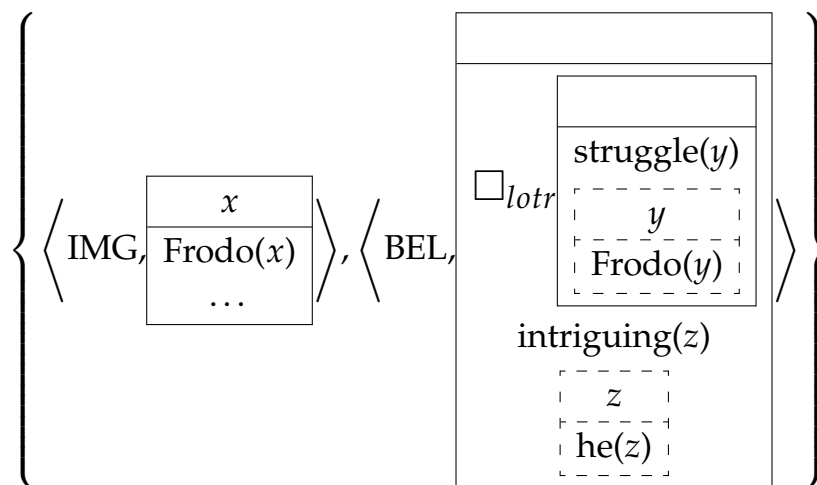 struggle(y)
□lotr
y
x
{⟨IMG, Frodo(x)⟩, ⟨BEL, Frodo(y)⟩}
...
intriguing(z)
z
he(z)